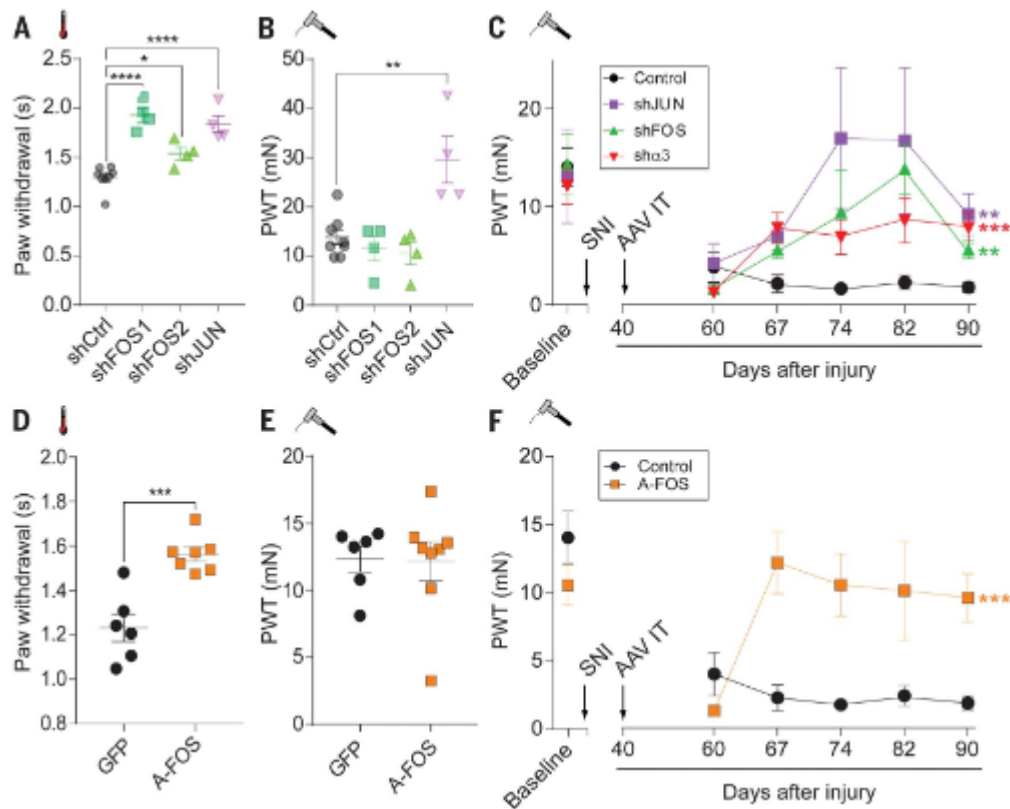 A
Paw withdrawal (s)
2.5
2.0
1.5
1.0
0.5
0.0
****
*
****
shCtrl
shFOS1
shFOS2
shJUN
B
PWT (mN)
50
40
30
20
10
0
**
shCtrl
shFOS1
shFOS2
shJUN
C
PWT (mN)
20
10
0
Control
shJUN
shFOS
shα3
SNI
AAV IT
**
***
**
Baseline
40
60
67
74
82
90
Days after injury
D
Paw withdrawal (s)
2.0
1.8
1.6
1.4
1.2
1.0
0.8
***
GFP
A-FOS
E
PWT (mN)
20
15
10
5
0
GFP
A-FOS
F
PWT (mN)
20
15
10
5
0
Control
A-FOS
SNI
AAV IT
***
Baseline
40
60
67
74
82
90
Days after injury